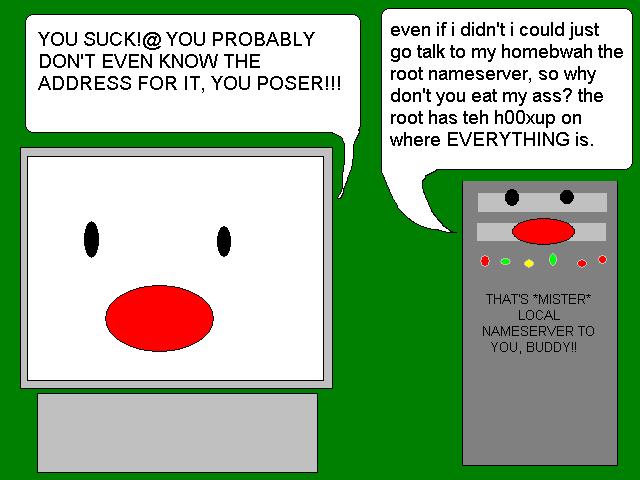 YOU SUCK!@ YOU PROBABLY
DON'T EVEN KNOW THE
ADDRESS FOR IT, YOU POSER!!!
even if i didn't i could just
go talk to my homebwah the
root nameserver, so why
don't you eat my ass? the
root has teh h00xup on
where EVERYTHING is.
THAT'S *MISTER*
LOCAL
NAMESERVER TO
YOU, BUDDY!!